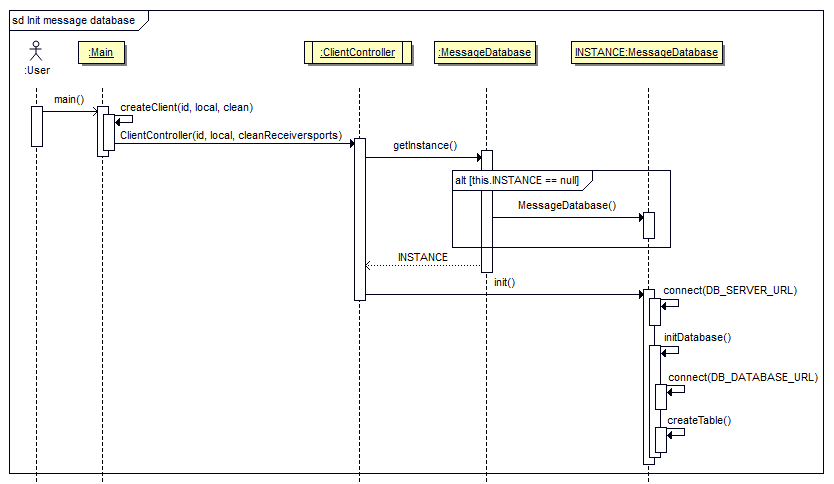 sd Init message database
:User
:Main
:ClientController
:MessageDatabase
INSTANCE:MessageDatabase
main()
createClient(id, local, clean)
ClientController(id, local, cleanReceiversports)
getInstance()
alt [this.INSTANCE == null]
MessageDatabase()
INSTANCE
init()
connect(DB_SERVER_URL)
initDatabase()
connect(DB_DATABASE_URL)
createTable()